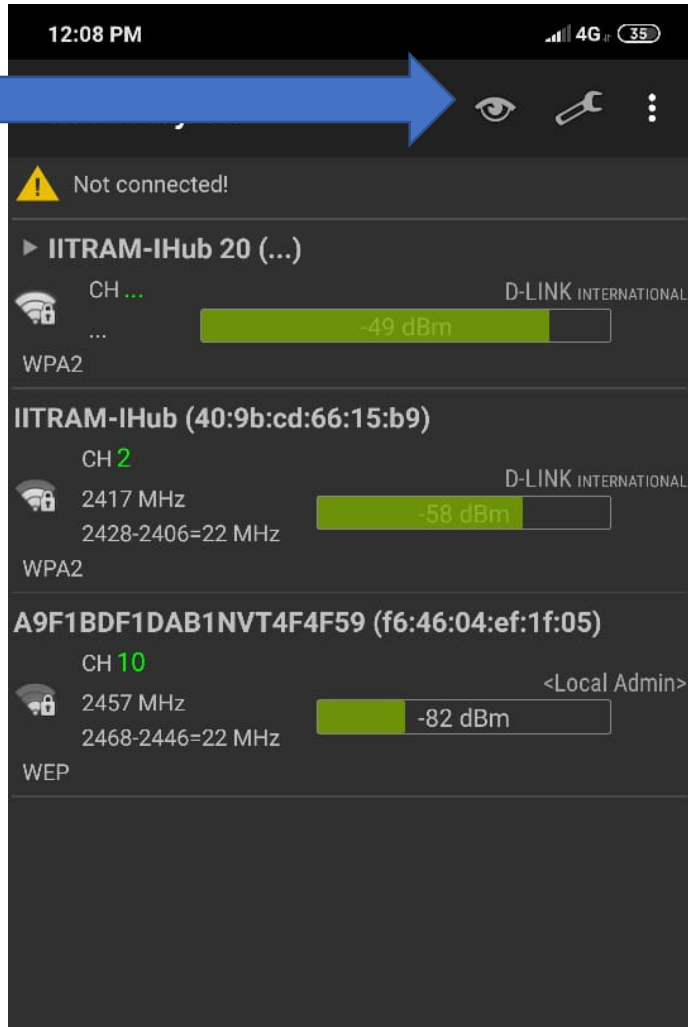 12:08 PM 4G 35
Not connected!
IITRAM-IHub 20 (...)
CH ...
D-LINK INTERNATIONAL
... -49 dBm
WPA2
IITRAM-IHub (40:9b:cd:66:15:b9)
CH 2
D-LINK INTERNATIONAL
2417 MHz
-58 dBm
2428-2406=22 MHz
WPA2
A9F1BDF1DAB1NVT4F4F59 (f6:46:04:ef:1f:05)
CH 10
<Local Admin>
2457 MHz
-82 dBm
2468-2446=22 MHz
WEP